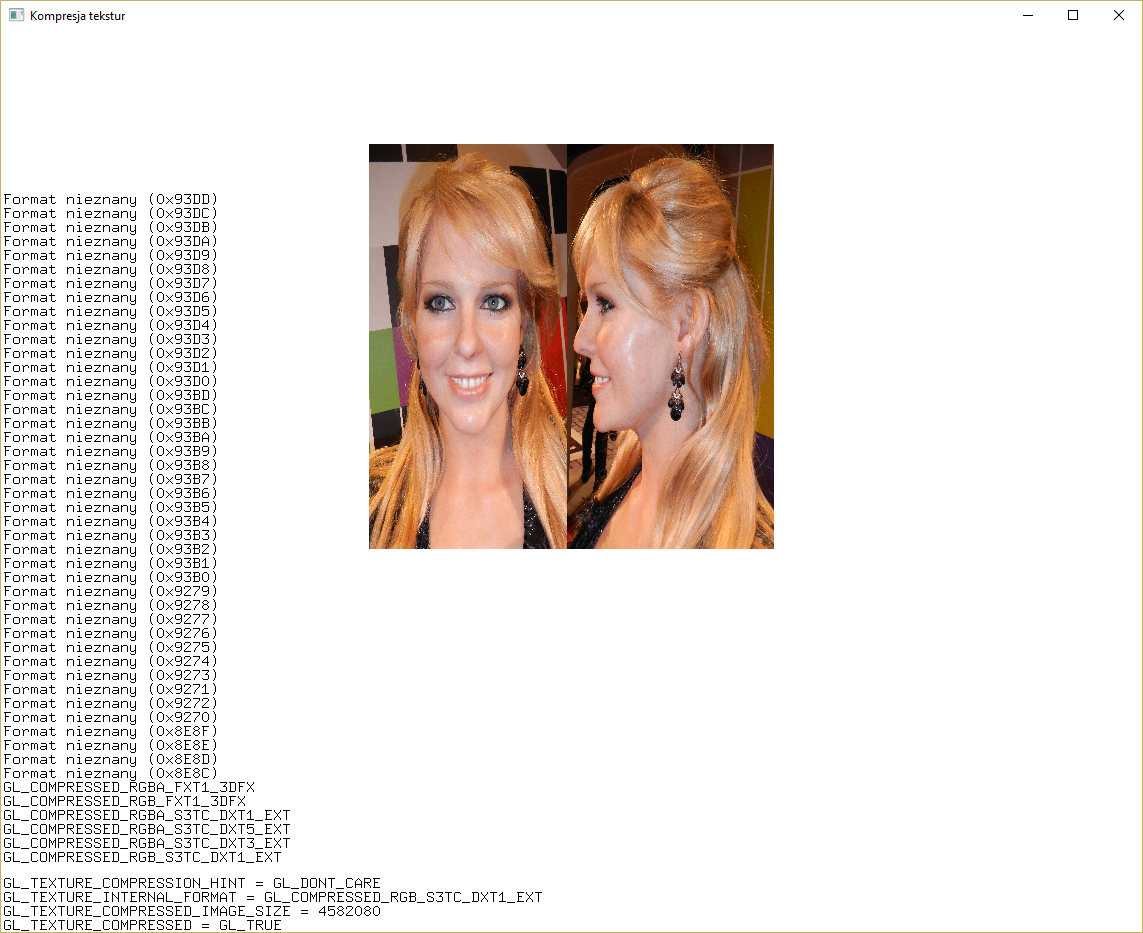 Kompresja tekstur
Format nieznany (0x93DD)
Format nieznany (0x93DC)
Format nieznany (0x93DB)
Format nieznany (0x93DA)
Format nieznany (0x93D9)
Format nieznany (0x93D8)
Format nieznany (0x93D7)
Format nieznany (0x93D6)
Format nieznany (0x93D5)
Format nieznany (0x93D4)
Format nieznany (0x93D3)
Format nieznany (0x93D2)
Format nieznany (0x93D1)
Format nieznany (0x93D0)
Format nieznany (0x93BD)
Format nieznany (0x93BC)
Format nieznany (0x93BB)
Format nieznany (0x93BA)
Format nieznany (0x93B9)
Format nieznany (0x93B8)
Format nieznany (0x93B7)
Format nieznany (0x93B6)
Format nieznany (0x93B5)
Format nieznany (0x93B4)
Format nieznany (0x93B3)
Format nieznany (0x93B2)
Format nieznany (0x93B1)
Format nieznany (0x93B0)
Format nieznany (0x9279)
Format nieznany (0x9278)
Format nieznany (0x9277)
Format nieznany (0x9276)
Format nieznany (0x9275)
Format nieznany (0x9274)
Format nieznany (0x9273)
Format nieznany (0x9271)
Format nieznany (0x9272)
Format nieznany (0x9270)
Format nieznany (0x8E8F)
Format nieznany (0x8E8E)
Format nieznany (0x8E8D)
Format nieznany (0x8E8C)
GL_COMPRESSED_RGBA_FXT1_3DFX
GL_COMPRESSED_RGB_FXT1_3DFX
GL_COMPRESSED_RGBA_S3TC_DXT1_EXT
GL_COMPRESSED_RGBA_S3TC_DXT5_EXT
GL_COMPRESSED_RGBA_S3TC_DXT3_EXT
GL_COMPRESSED_RGB_S3TC_DXT1_EXT
GL_TEXTURE_COMPRESSION_HINT = GL_DONT_CARE
GL_TEXTURE_INTERNAL_FORMAT = GL_COMPRESSED_RGB_S3TC_DXT1_EXT
GL_TEXTURE_COMPRESSED_IMAGE_SIZE = 4582080
GL_TEXTURE_COMPRESSED = GL_TRUE